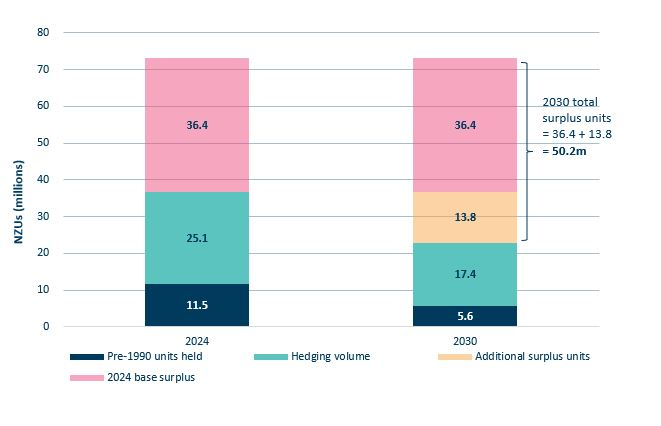 80
70
60
50
40
30
20
10
0
NZUs (millions)
36.4
25.1
11.5
36.4
13.8
17.4
5.6
2030 total
surplus units
= 36.4 + 13.8
= 50.2m
2024
2030
Pre-1990 units held
Hedging volume
Additional surplus units
2024 base surplus